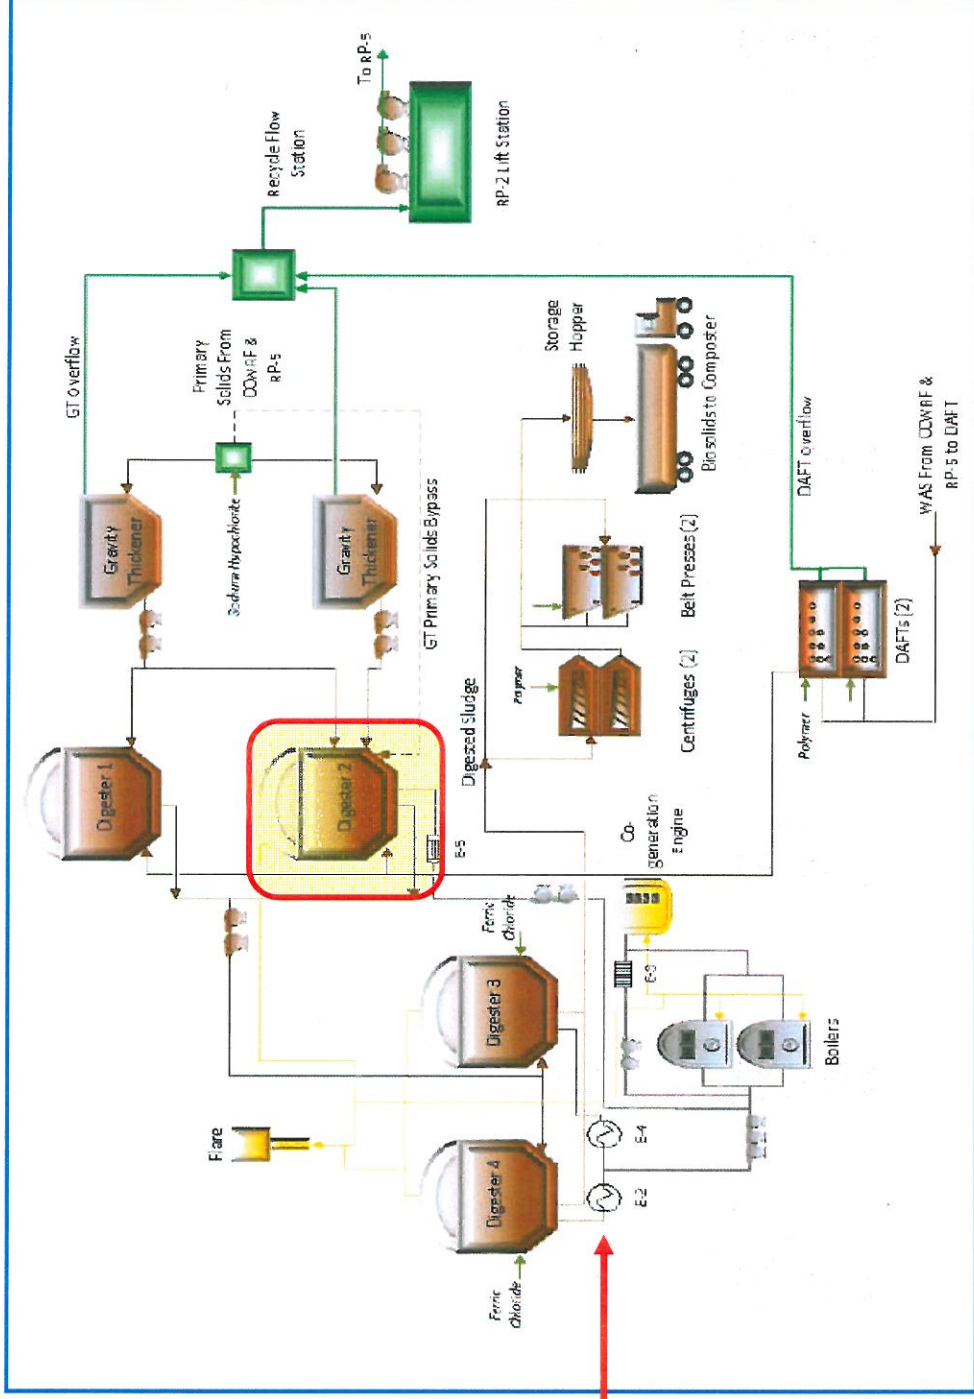 Flare
Digester 4
Digester 3
Digester 1
Digester 2
Ferric
Chloride
Ferric
Chloride
E-2
E-4
E-5
E-3
Boilers
Co-
generation
Engine
Gravity
Thickener
Gravity
Thickener
Sodium Hypochlorite
GT Overflow
Primary
Solids From
CCWRF &
RP-5
GT Primary Solids Bypass
Recycle Flow
Station
To RP-5
RP-2 Lift Station
Digested Sludge
Polymer
Centrifuges (2)
Belt Presses (2)
Storage
Hopper
Biosolids to Composter
DAFT overflow
Polymer
DAFTs (2)
WAS From CCWRF &
RP-5 to DAFT